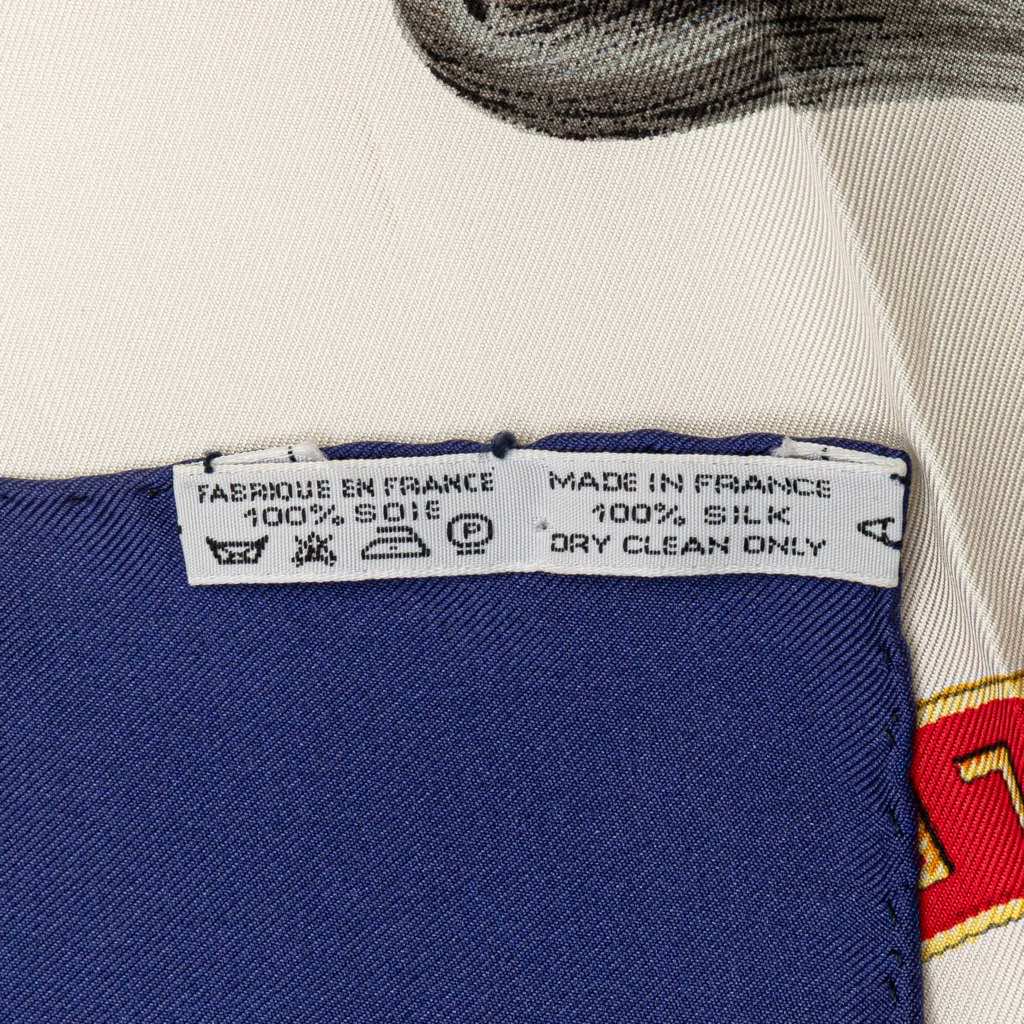 FABRIQUE EN FRANCE
100% SOIE
P
MADE IN FRANCE
100% SILK
DRY CLEAN ONLY
A